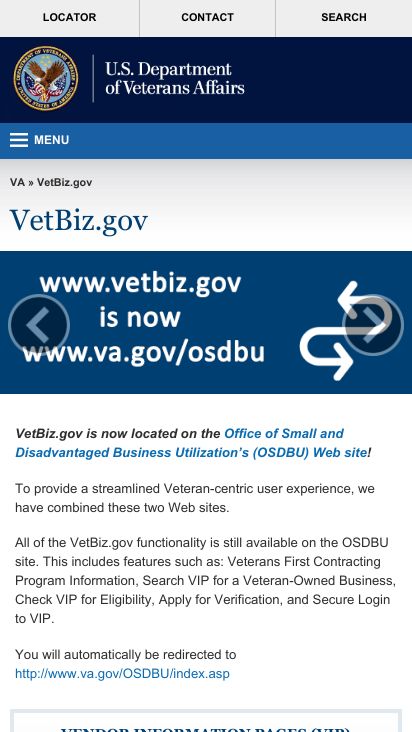 LOCATOR
CONTACT
SEARCH
U.S. Department
of Veterans Affairs
MENU
VA » VetBiz.gov
VetBiz.gov
www.vetbiz.gov
is now
www.va.gov/osdbu
VetBiz.gov is now located on the Office of Small and
Disadvantaged Business Utilization's (OSDBU) Web site!
To provide a streamlined Veteran-centric user experience, we
have combined these two Web sites.
All of the VetBiz.gov functionality is still available on the OSDBU
site. This includes features such as: Veterans First Contracting
Program Information, Search VIP for a Veteran-Owned Business,
Check VIP for Eligibility, Apply for Verification, and Secure Login
to VIP.
You will automatically be redirected to
http://www.va.gov/OSDBU/index.asp
VENDOR INFORMATION PAGES (VIP)